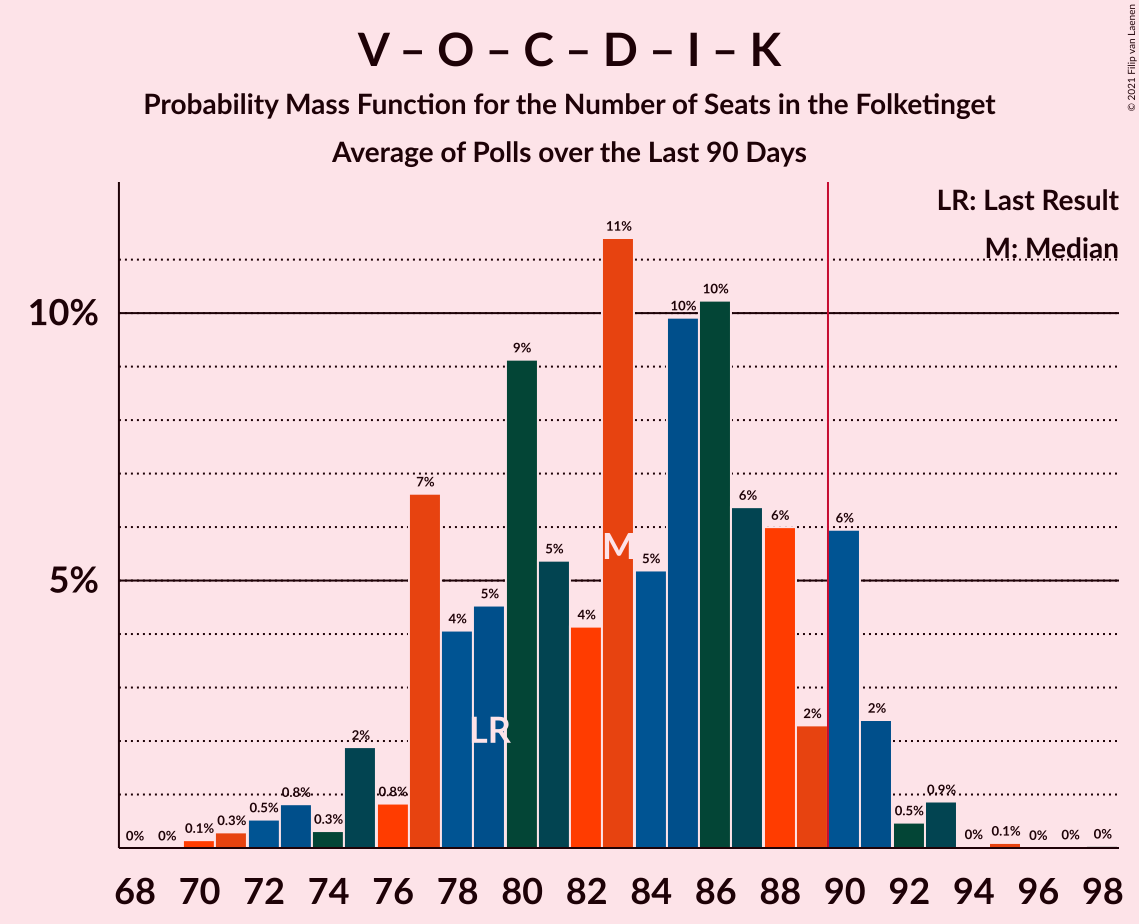 V – O – C – D – I – K
Probability Mass Function for the Number of Seats in the Folketinget
Average of Polls over the Last 90 Days
© 2021 Filip van Laenen
LR: Last Result
M: Median
10%
5%
0% 0% 0.1% 0.3% 0.5% 0.8% 0.3% 2% 0.8% 7% 4% 5% 9% 5% 4% 11% 5% 10% 10% 6% 6% 2% 6% 2% 0.5% 0.9% 0% 0.1% 0% 0% 0%
M
LR
68 70 72 74 76 78 80 82 84 86 88 90 92 94 96 98